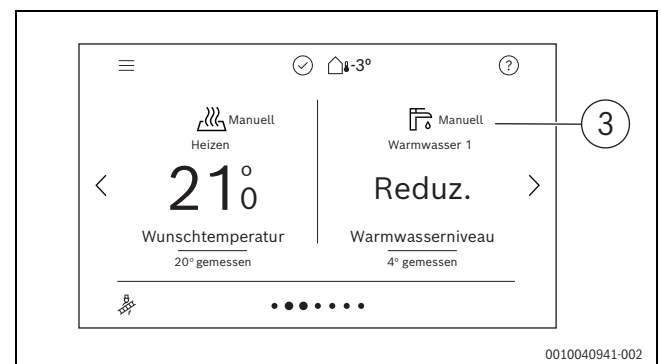 -3°
?
Manuell
Heizen
21°0
Wunschtemperatur
20° gemessen
Manuell
Warmwasser 1
Reduz.
Warmwasserniveau
4° gemessen
3
0010040941-002